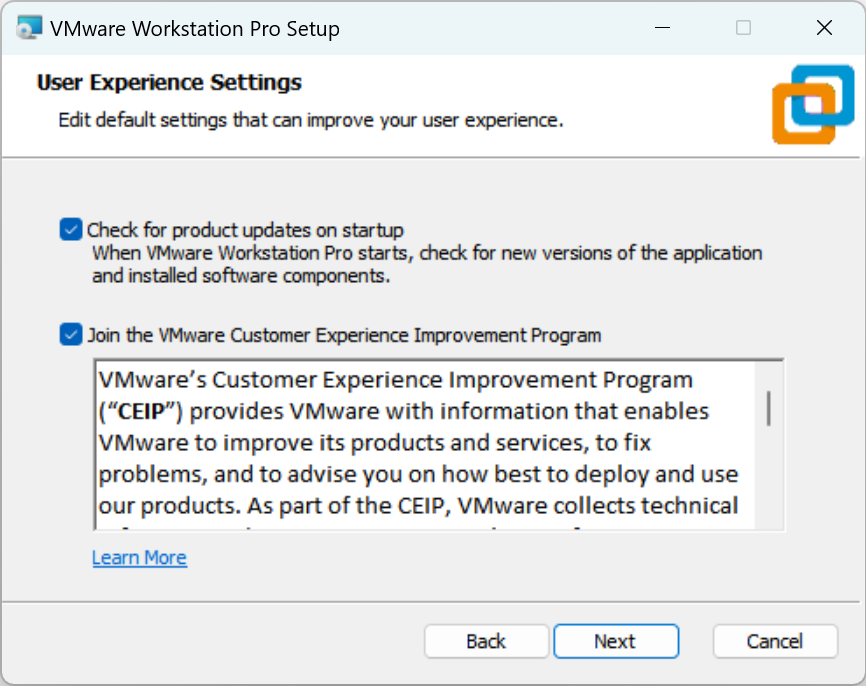 VMware Workstation Pro Setup
User Experience Settings
Edit default settings that can improve your user experience.
Check for product updates on startup
When VMware Workstation Pro starts, check for new versions of the application
and installed software components.
Join the VMware Customer Experience Improvement Program
VMware’s Customer Experience Improvement Program
(“CEIP”) provides VMware with information that enables
VMware to improve its products and services, to fix
problems, and to advise you on how best to deploy and use
our products. As part of the CEIP, VMware collects technical
Learn More
Back
Next
Cancel